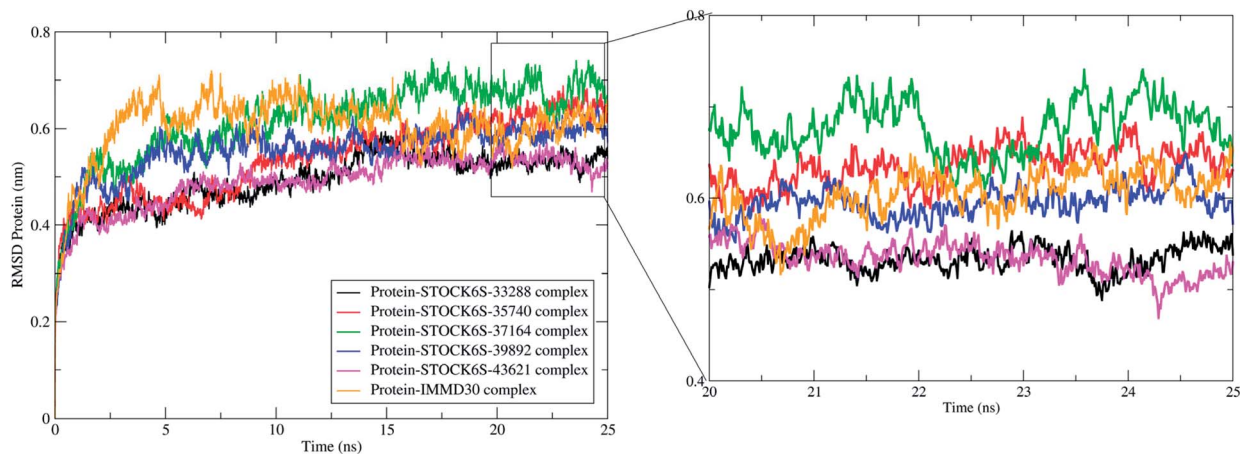 0.8
0.6
0.4
0.2
0
RMSD Protein (nm)
0
5
10
15
20
25
Time (ns)
Protein-STOCK6S-33288 complex
Protein-STOCK6S-35740 complex
Protein-STOCK6S-37164 complex
Protein-STOCK6S-39892 complex
Protein-STOCK6S-43621 complex
Protein-IMMD30 complex
0.8
0.6
0.4
20
21
22
23
24
25
Time (ns)